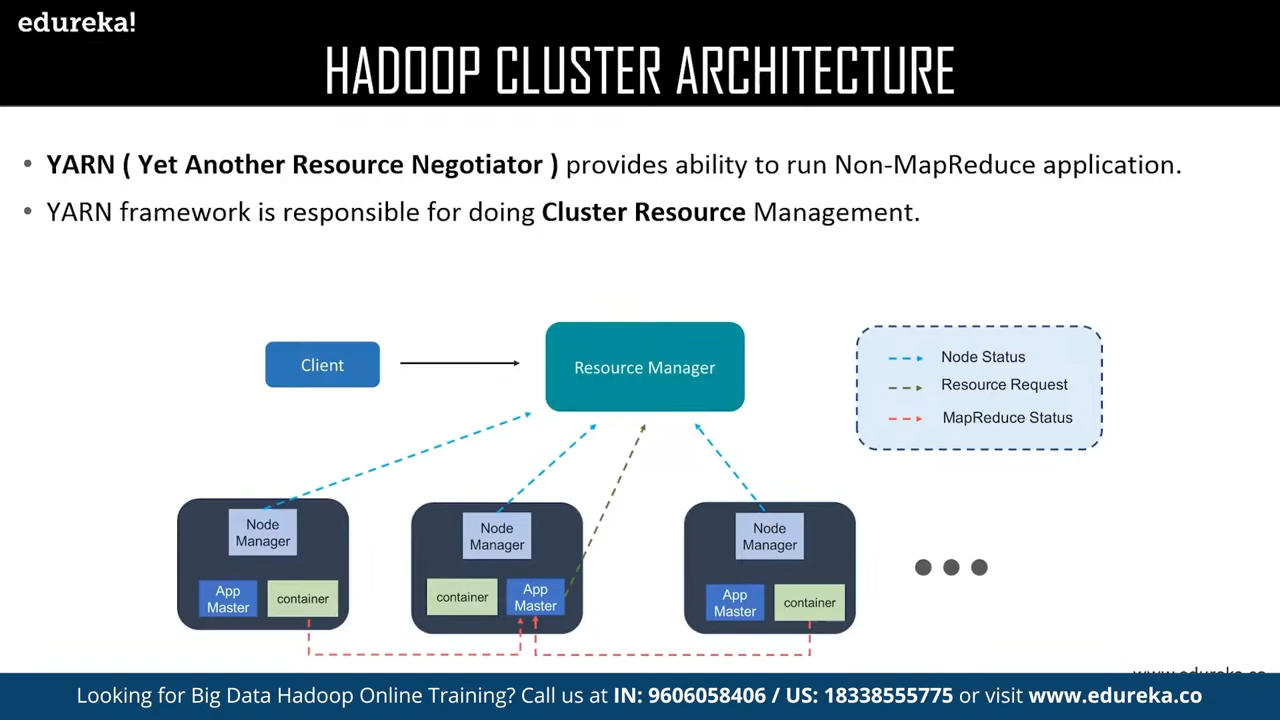 edureka!
HADOOP CLUSTER ARCHITECTURE
• YARN ( Yet Another Resource Negotiator ) provides ability to run Non-MapReduce application.
• YARN framework is responsible for doing Cluster Resource Management.
Client
Resource Manager
Node Status
Resource Request
MapReduce Status
Node
Manager
App
Master
container
Node
Manager
container
App
Master
Node
Manager
App
Master
container
www.edureka.co
Looking for Big Data Hadoop Online Training? Call us at IN: 9606058406 / US: 18338555775 or visit www.edureka.co